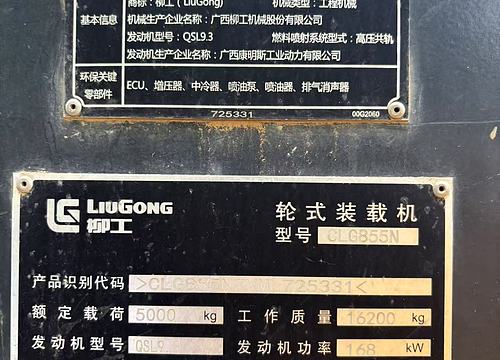 基本信息
商标：柳工（LiuGong） 机械类型：工程机械
机械生产企业名称：广西柳工机械股份有限公司
发动机型号：QSL9.3 燃料喷射系统型式：高压共轨
发动机生产企业名称：广西康明斯工业动力有限公司
环保关键零部件
ECU、增压器、中冷器、喷油泵、喷油器、排气消声器
725331 00G2060
LIUGONG
柳工
轮式装载机
型号 CLG855N
产品识别代码 725331<
额定载荷 5000 kg 工作质量 16200 kg
发动机型号 QSL9 发动机功率 168 kW